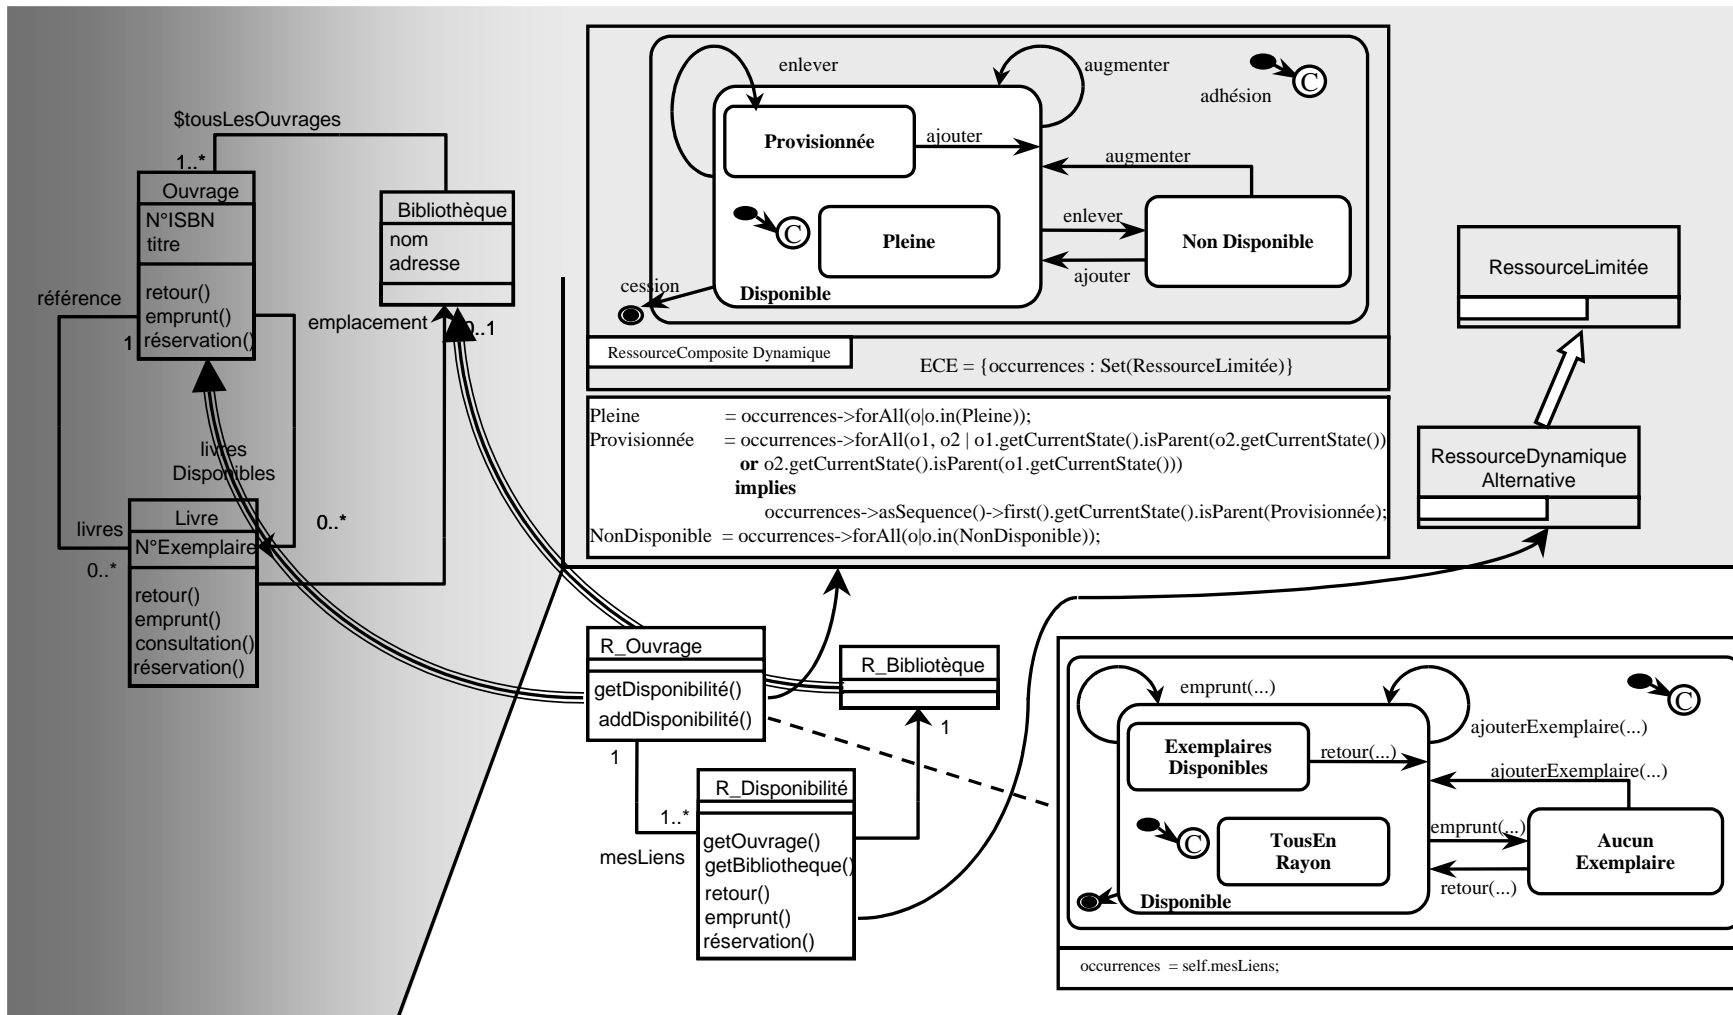 $tousLesOuvrages
1..*
Ouvrage
N°ISBN
titre
retour()
emprunt()
réservation()
référence
1
Bibliothèque
nom
adresse
emplacement
0..1
livres
Disponibles
livres
0..*
0..*
Livre
N°Exemplaire
retour()
emprunt()
consultation()
réservation()
enlever
augmenter
adhésion
C
Provisionnée
ajouter
augmenter
C
Pleine
enlever
Non Disponible
ajouter
cession
Disponible
RessourceComposite Dynamique
ECE = {occurrences : Set(RessourceLimitée)}
Pleine = occurrences->forAll(o|o.in(Pleine));
Provisionnée = occurrences->forAll(o1, o2 | o1.getCurrentState().isParent(o2.getCurrentState())
or o2.getCurrentState().isParent(o1.getCurrentState()))
implies
occurrences->asSequence()->first().getCurrentState().isParent(Provisionnée);
NonDisponible = occurrences->forAll(o|o.in(NonDisponible));
RessourceLimitée
RessourceDynamique
Alternative
R_Ouvrage
getDisponibilité()
addDisponibilité()
1
1..*
mesLiens
R_Bibliotèque
1
R_Disponibilité
getOuvrage()
getBibliotheque()
retour()
emprunt()
réservation()
emprunt(...)
C
ajouterExemplaire(...)
Exemplaires
Disponibles
retour(...)
ajouterExemplaire(...)
C
TousEn
Rayon
emprunt(...)
Aucun
Exemplaire
retour(...)
Disponible
occurrences = self.mesLiens;